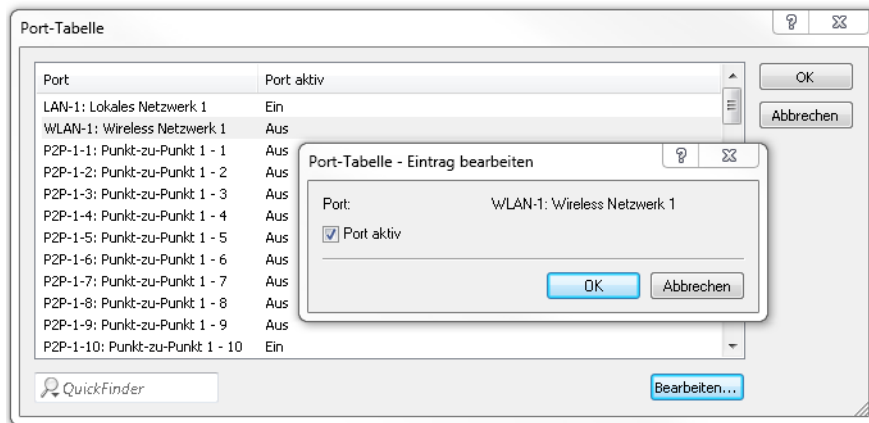 Port-Tabelle
Port Port aktiv
OK
LAN-1: Lokales Netzwerk 1 Ein
Abbrechen
WLAN-1: Wireless Netzwerk 1 Aus
P2P-1-1: Punkt-zu-Punkt 1 - 1 Aus
P2P-1-2: Punkt-zu-Punkt 1 - 2 Aus
P2P-1-3: Punkt-zu-Punkt 1 - 3 Aus
P2P-1-4: Punkt-zu-Punkt 1 - 4 Aus
P2P-1-5: Punkt-zu-Punkt 1 - 5 Aus
P2P-1-6: Punkt-zu-Punkt 1 - 6 Aus
P2P-1-7: Punkt-zu-Punkt 1 - 7 Aus
P2P-1-8: Punkt-zu-Punkt 1 - 8 Aus
P2P-1-9: Punkt-zu-Punkt 1 - 9 Aus
P2P-1-10: Punkt-zu-Punkt 1 - 10 Ein
Port-Tabelle - Eintrag bearbeiten
Port: WLAN-1: Wireless Netzwerk 1
Port aktiv
OK Abbrechen
QuickFinder
Bearbeiten...